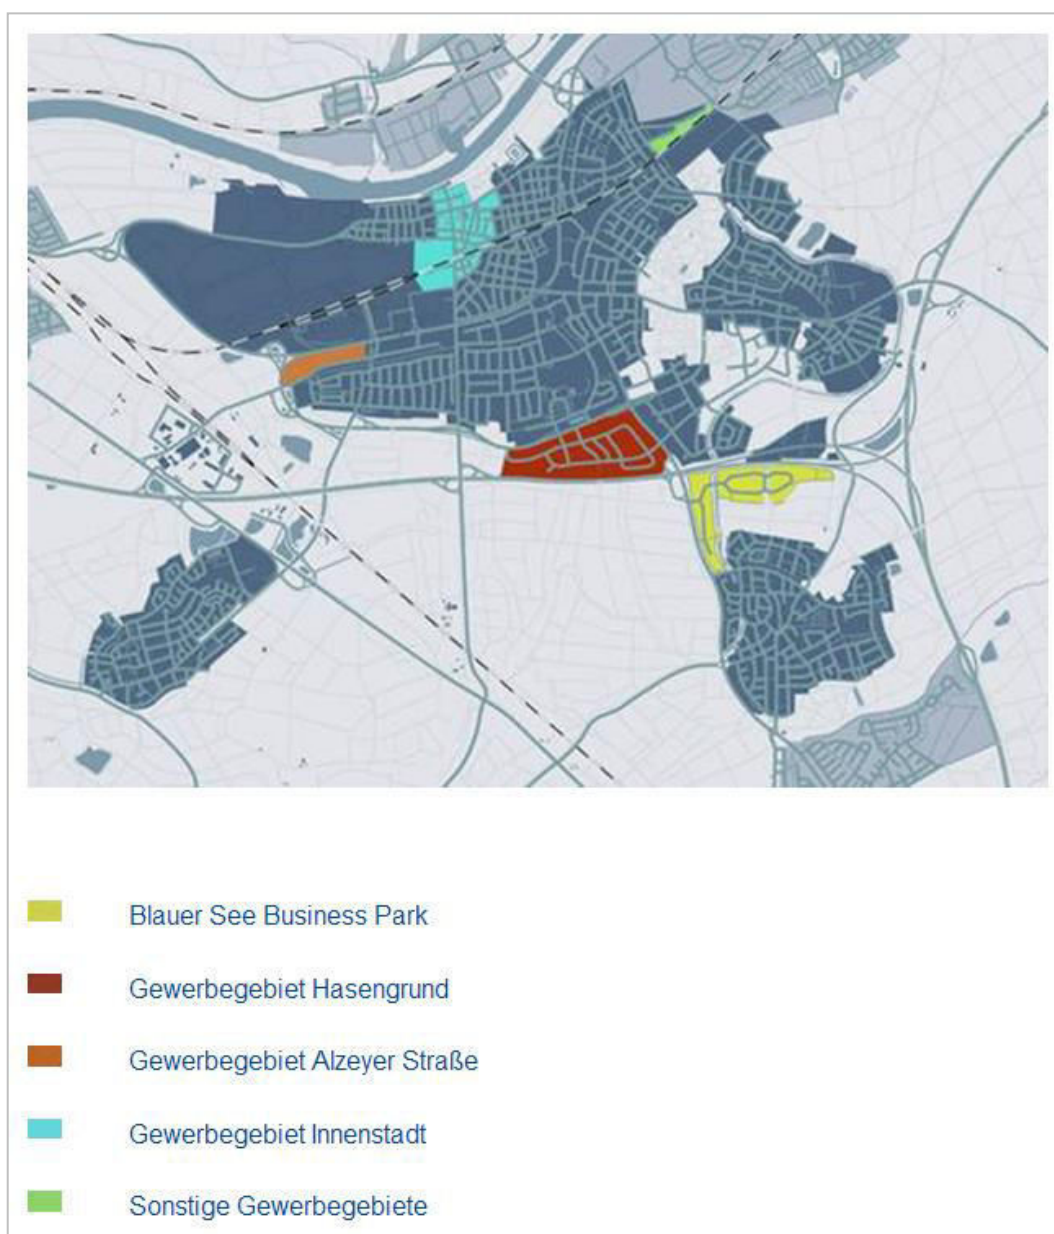 Blauer See Business Park
Gewerbegebiet Hasengrund
Gewerbegebiet Alzeyer Straße
Gewerbegebiet Innenstadt
Sonstige Gewerbegebiete